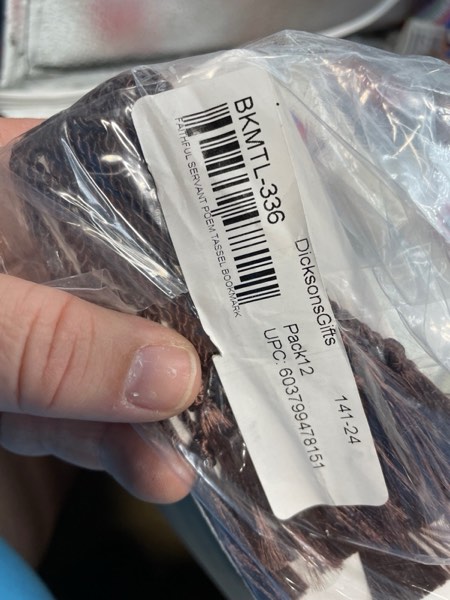 BKMTL-336
FAITHFUL SERVANT POEM TASSEL BOOKMARK
DicksonsGifts
Pack12
141-24
UPC: 603799478151